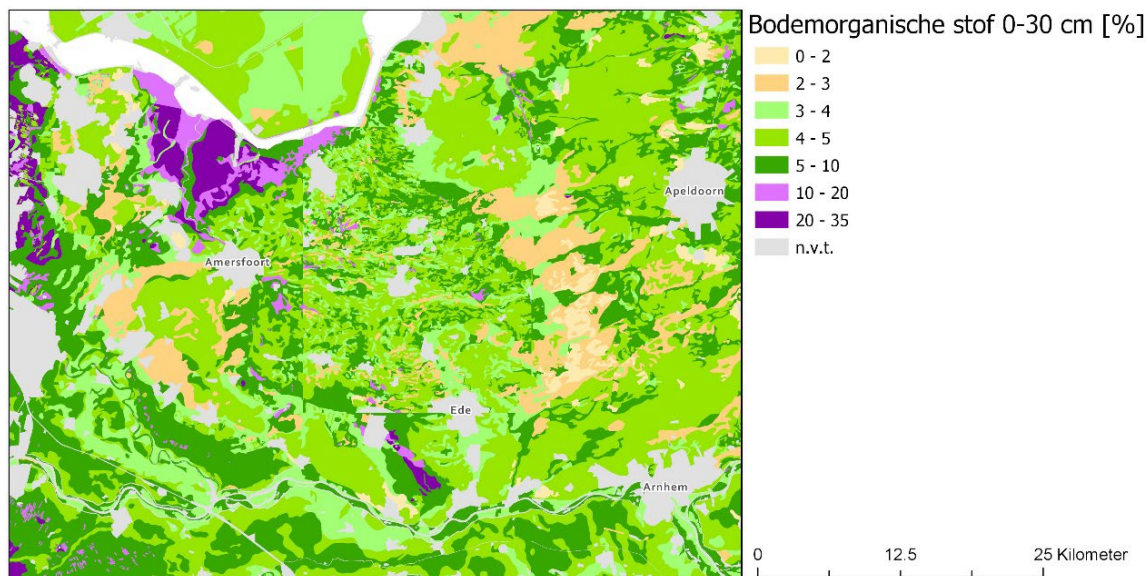 Bodemorganische stof 0-30 cm [%]
0 - 2
2 - 3
3 - 4
4 - 5
5 - 10
10 - 20
20 - 35
n.v.t.
Apeldoorn
Amersfoort
Ede
Arnhem
0 12.5 25 Kilometer